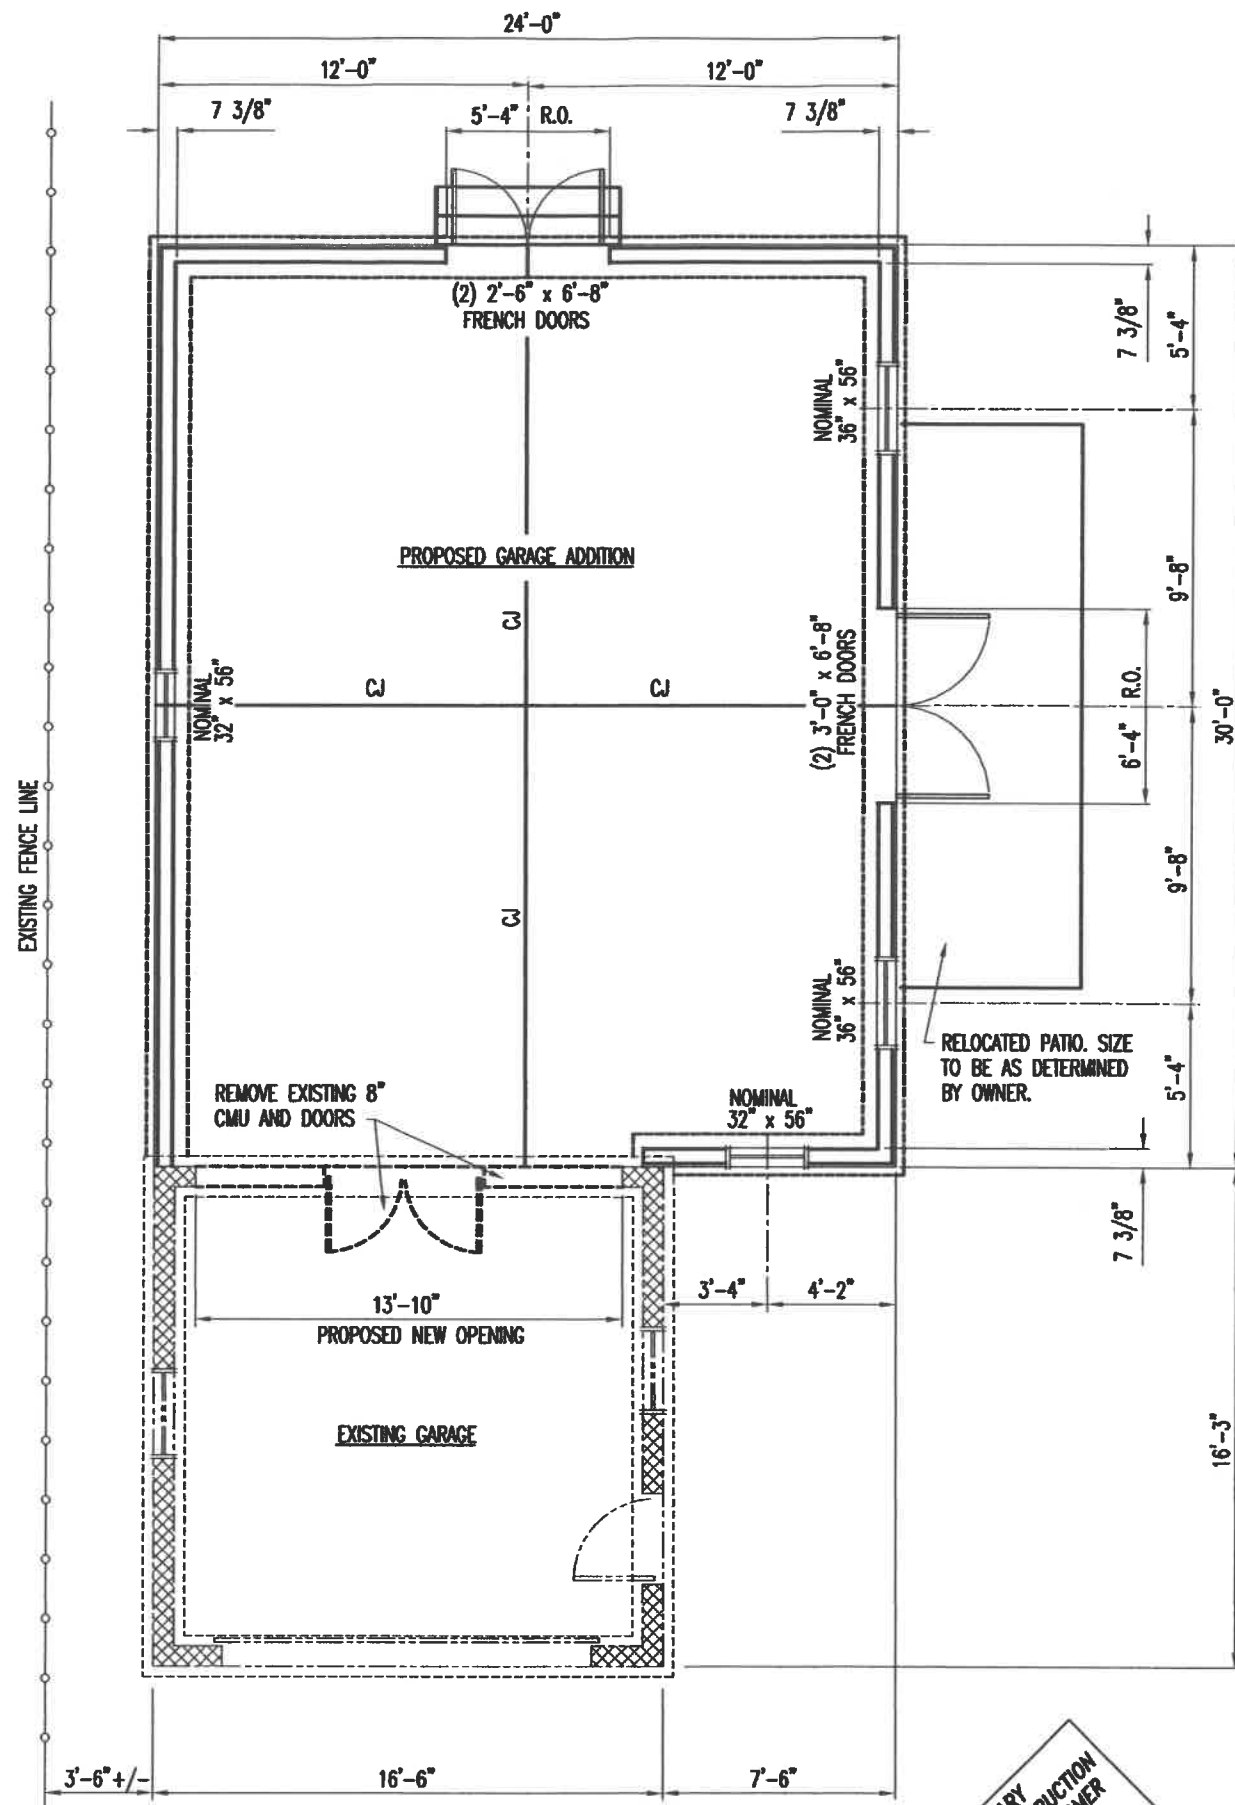 24'-0"
12'-0"
12'-0"
7 3/8"
5'-4" R.O.
7 3/8"
(2) 2'-6" x 6'-8"
FRENCH DOORS
7 3/8"
5'-4"
NOMINAL
36" x 56"
PROPOSED GARAGE ADDITION
9'-8"
CJ
CJ
CJ
NOMINAL
32" x 56"
(2) 3'-0" x 6'-8"
FRENCH DOORS
6'-4" R.O.
30'-0"
EXISTING FENCE LINE
9'-8"
CJ
NOMINAL
36" x 56"
RELOCATED PATIO. SIZE
TO BE AS DETERMINED
BY OWNER.
5'-4"
REMOVE EXISTING 8"
CMU AND DOORS
NOMINAL
32" x 56"
7 3/8"
3'-4"
4'-2"
13'-10"
PROPOSED NEW OPENING
EXISTING GARAGE
16'-3"
3'-6"+/-
16'-6"
7'-6"